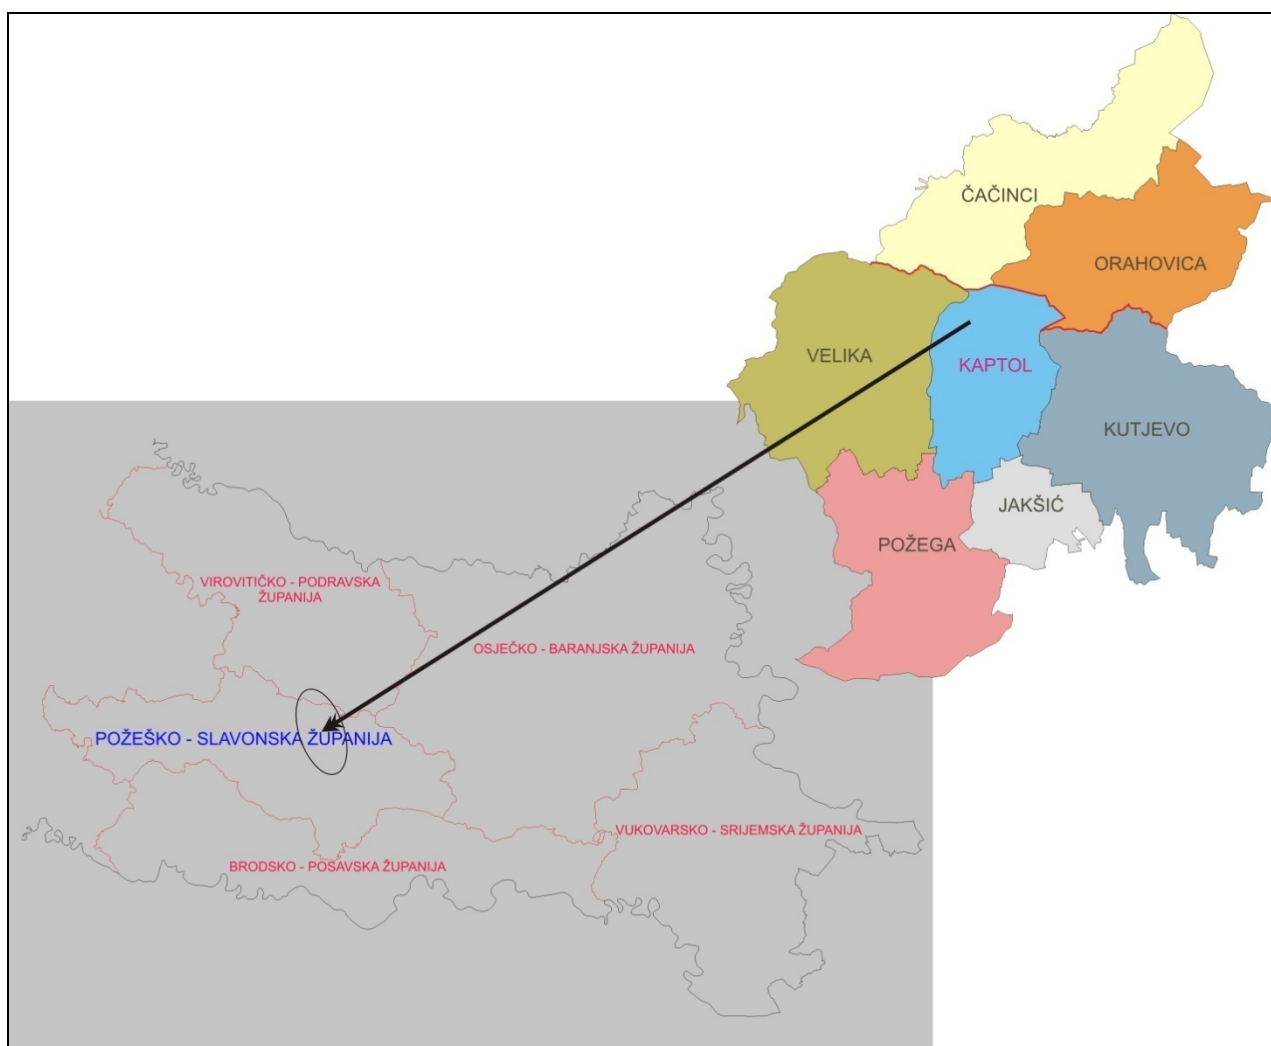 ČAČINCI
ORAHOVICA
VELIKA
KAPTOL
KUTJEVO
JAKŠIĆ
POŽEGA
VIROVITIČKO - PODRAVSKA
ŽUPANIJA
OSJEČKO - BARANJSKA ŽUPANIJA
POŽEŠKO - SLAVONSKA ŽUPANIJA
VUKOVARSKO - SRIJEMSKA ŽUPANIJA
BRODSKO - POSAVSKA ŽUPANIJA